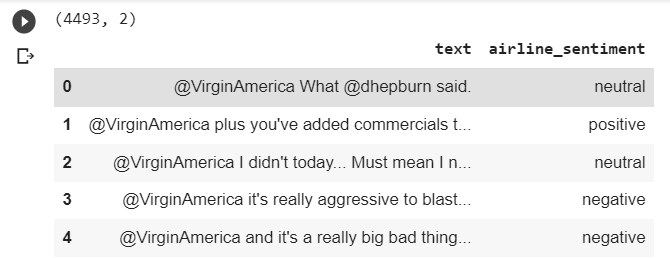 (4493, 2)
text airline_sentiment
0 @VirginAmerica What @dhepburn said. neutral
1 @VirginAmerica plus you've added commercials t... positive
2 @VirginAmerica I didn't today... Must mean I n... neutral
3 @VirginAmerica it's really aggressive to blast... negative
4 @VirginAmerica and it's a really big bad thing... negative